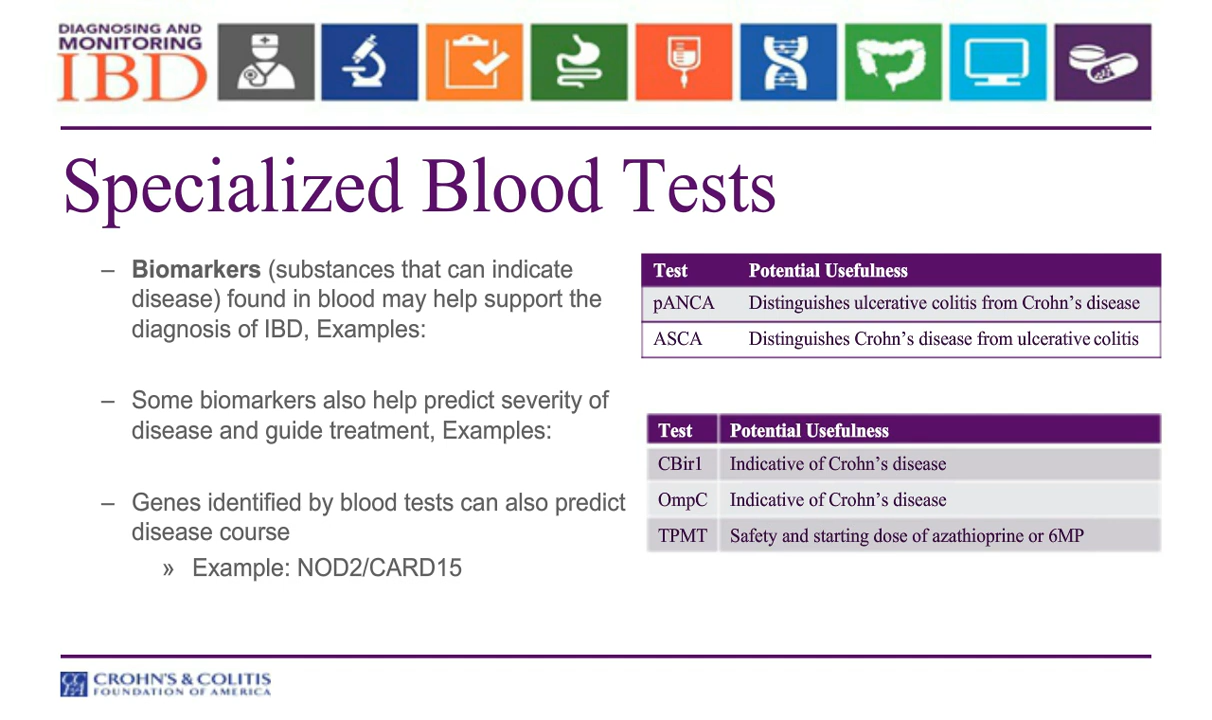 DIAGNOSING AND
MONITORING
IBD
Specialized Blood Tests
– Biomarkers (substances that can indicate
disease) found in blood may help support the
diagnosis of IBD, Examples:
– Some biomarkers also help predict severity of
disease and guide treatment, Examples:
– Genes identified by blood tests can also predict
disease course
» Example: NOD2/CARD15
Test Potential Usefulness
pANCA Distinguishes ulcerative colitis from Crohn's disease
ASCA Distinguishes Crohn's disease from ulcerative colitis
Test Potential Usefulness
CBir1 Indicative of Crohn's disease
OmpC Indicative of Crohn's disease
TPMT Safety and starting dose of azathioprine or 6MP
CROHN'S & COLITIS
FOUNDATION OF AMERICA